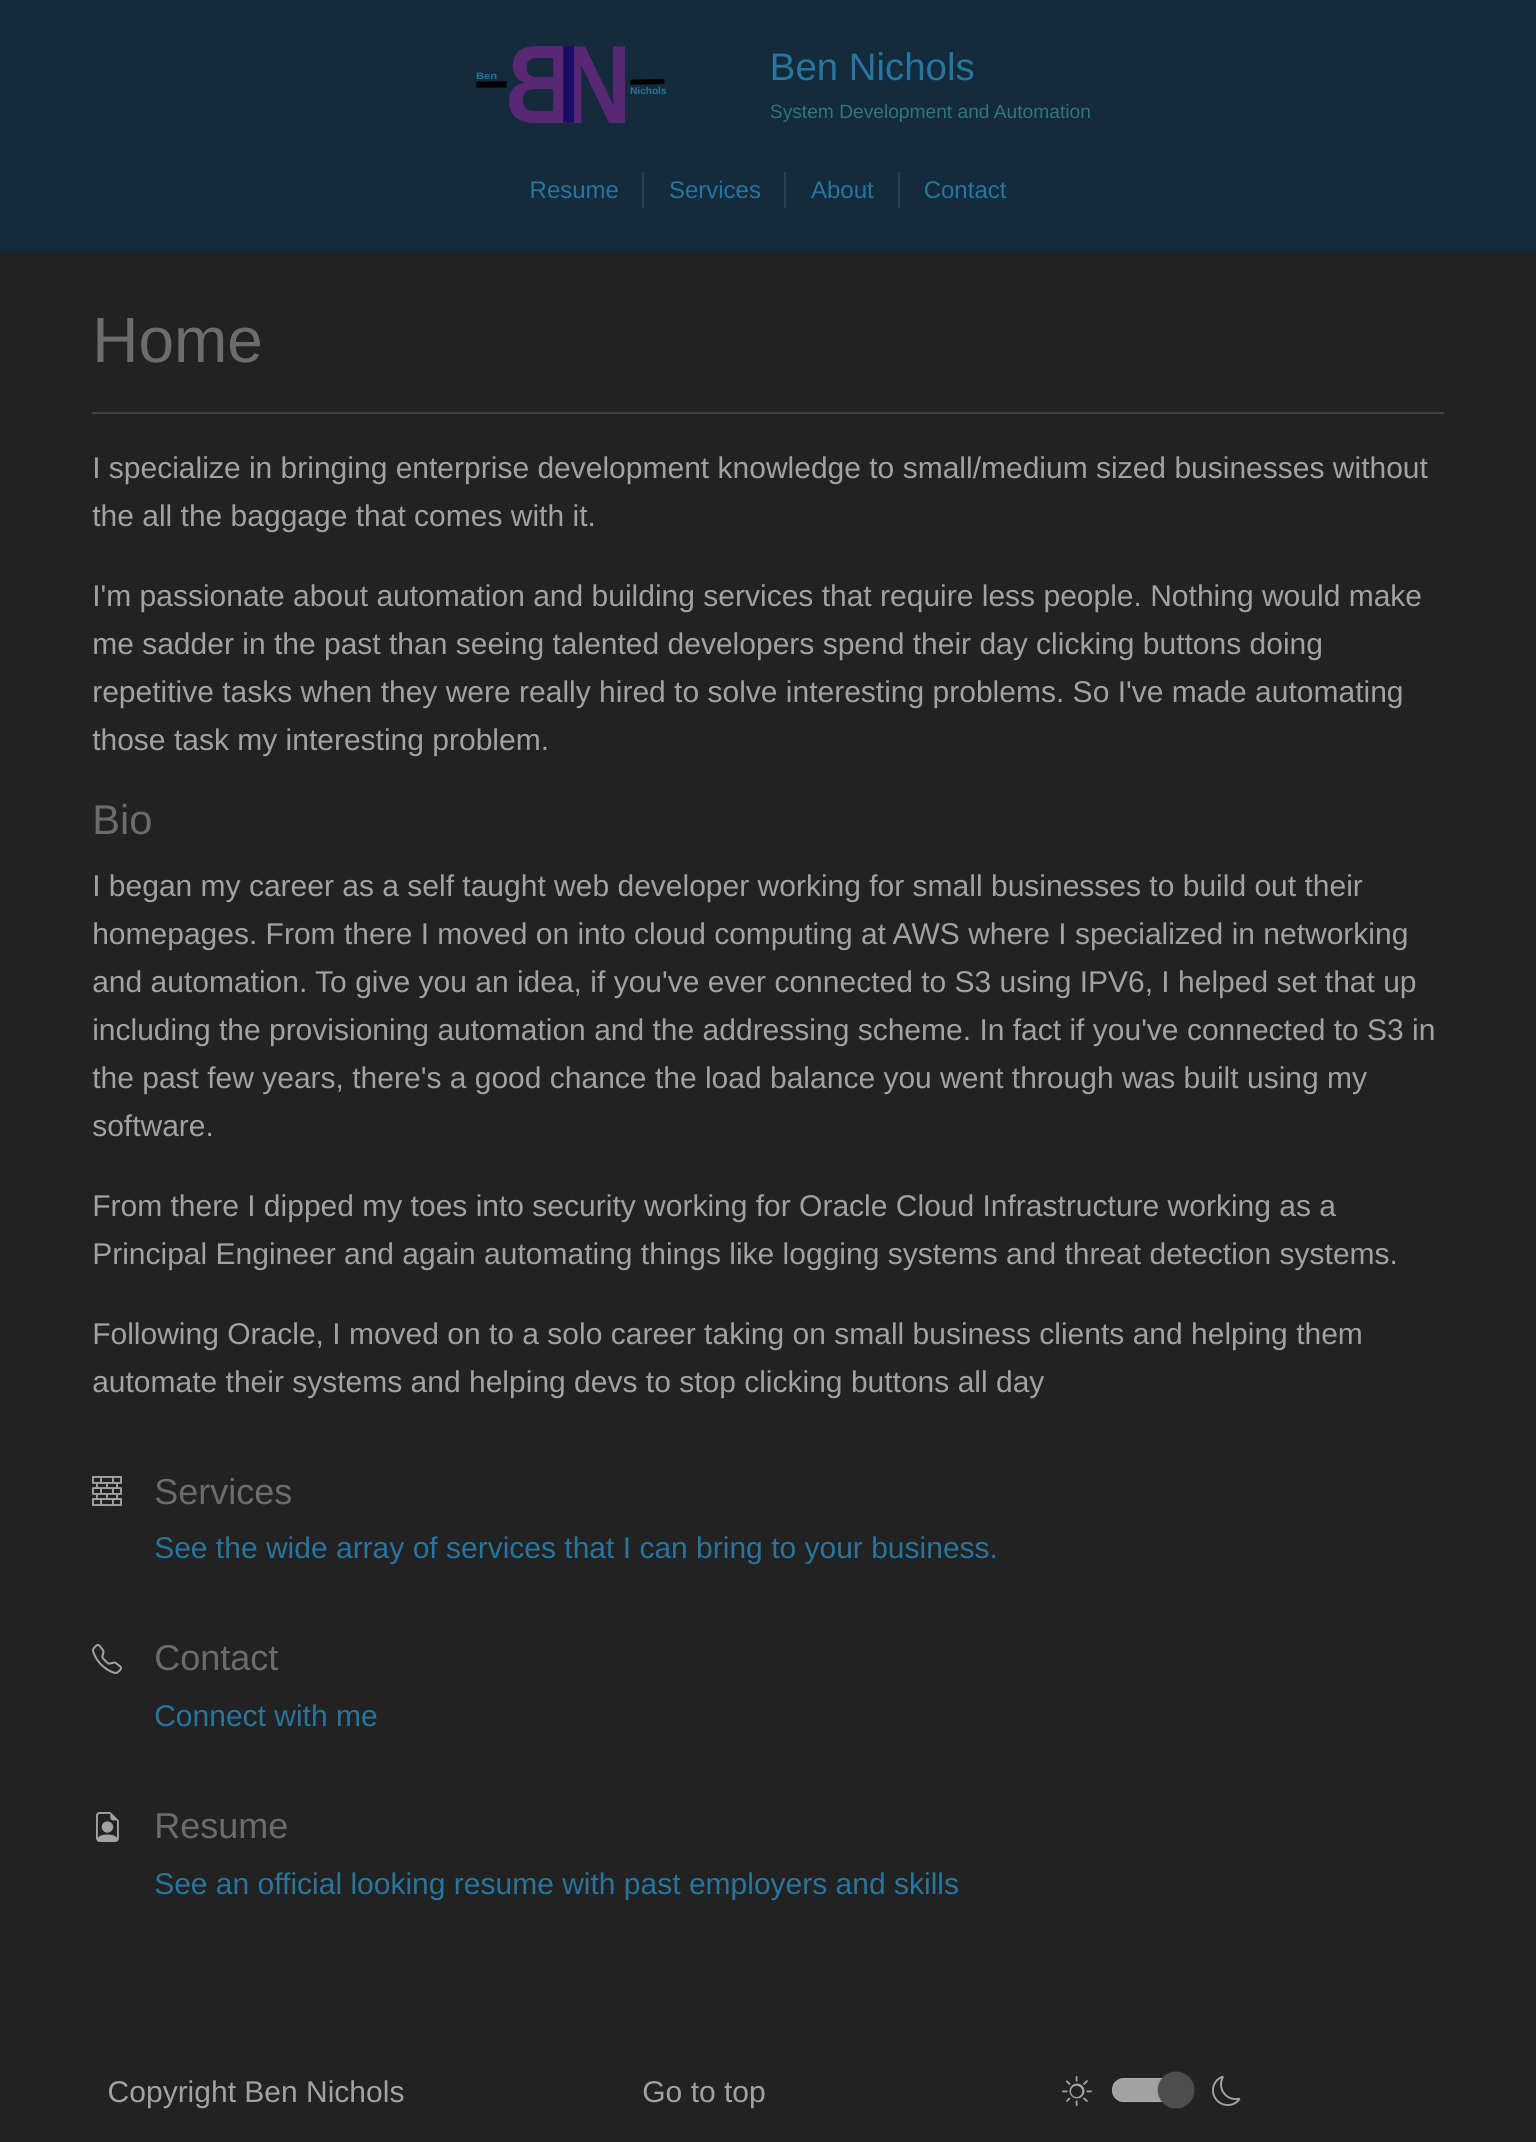 Ben
BN
Nichols
Ben Nichols
System Development and Automation
Resume
Services
About
Contact
Home
I specialize in bringing enterprise development knowledge to small/medium sized businesses without
the all the baggage that comes with it.
I'm passionate about automation and building services that require less people. Nothing would make
me sadder in the past than seeing talented developers spend their day clicking buttons doing
repetitive tasks when they were really hired to solve interesting problems. So I've made automating
those task my interesting problem.
Bio
I began my career as a self taught web developer working for small businesses to build out their
homepages. From there I moved on into cloud computing at AWS where I specialized in networking
and automation. To give you an idea, if you've ever connected to S3 using IPV6, I helped set that up
including the provisioning automation and the addressing scheme. In fact if you've connected to S3 in
the past few years, there's a good chance the load balance you went through was built using my
software.
From there I dipped my toes into security working for Oracle Cloud Infrastructure working as a
Principal Engineer and again automating things like logging systems and threat detection systems.
Following Oracle, I moved on to a solo career taking on small business clients and helping them
automate their systems and helping devs to stop clicking buttons all day
Services
See the wide array of services that I can bring to your business.
Contact
Connect with me
Resume
See an official looking resume with past employers and skills
Copyright Ben Nichols
Go to top